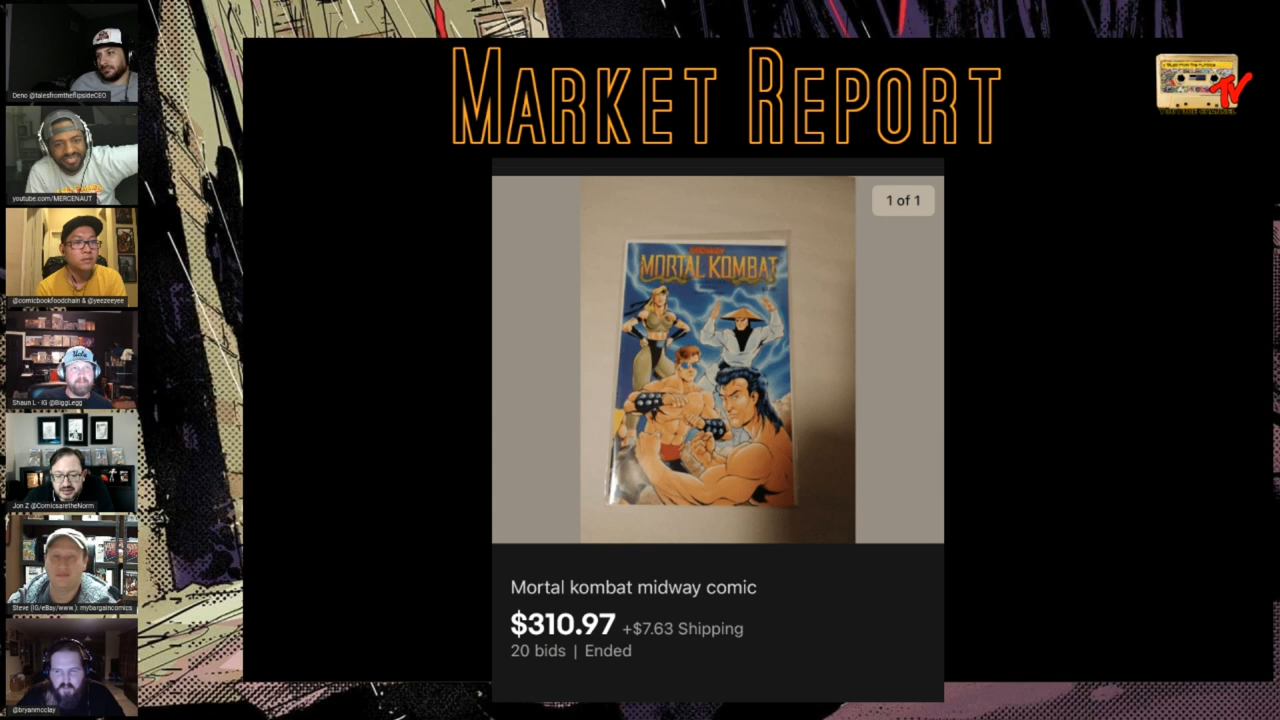 MARKET REPORT
TV
Deno @talesfromtheflipsideCEO
youtube.com/MERCENAUT
@comicbookfoodchain & @yeezeeyee
Ucla
Shaun L - IG @BiggLegg
Jon Z @ComicsaretheNorm
Steve (IG/eBay/www.): mybargaincomics
@bryanmcclay
1 of 1
MIDWAY
MORTAL KOMBAT
Mortal kombat midway comic
$310.97 +$7.63 Shipping
20 bids | Ended